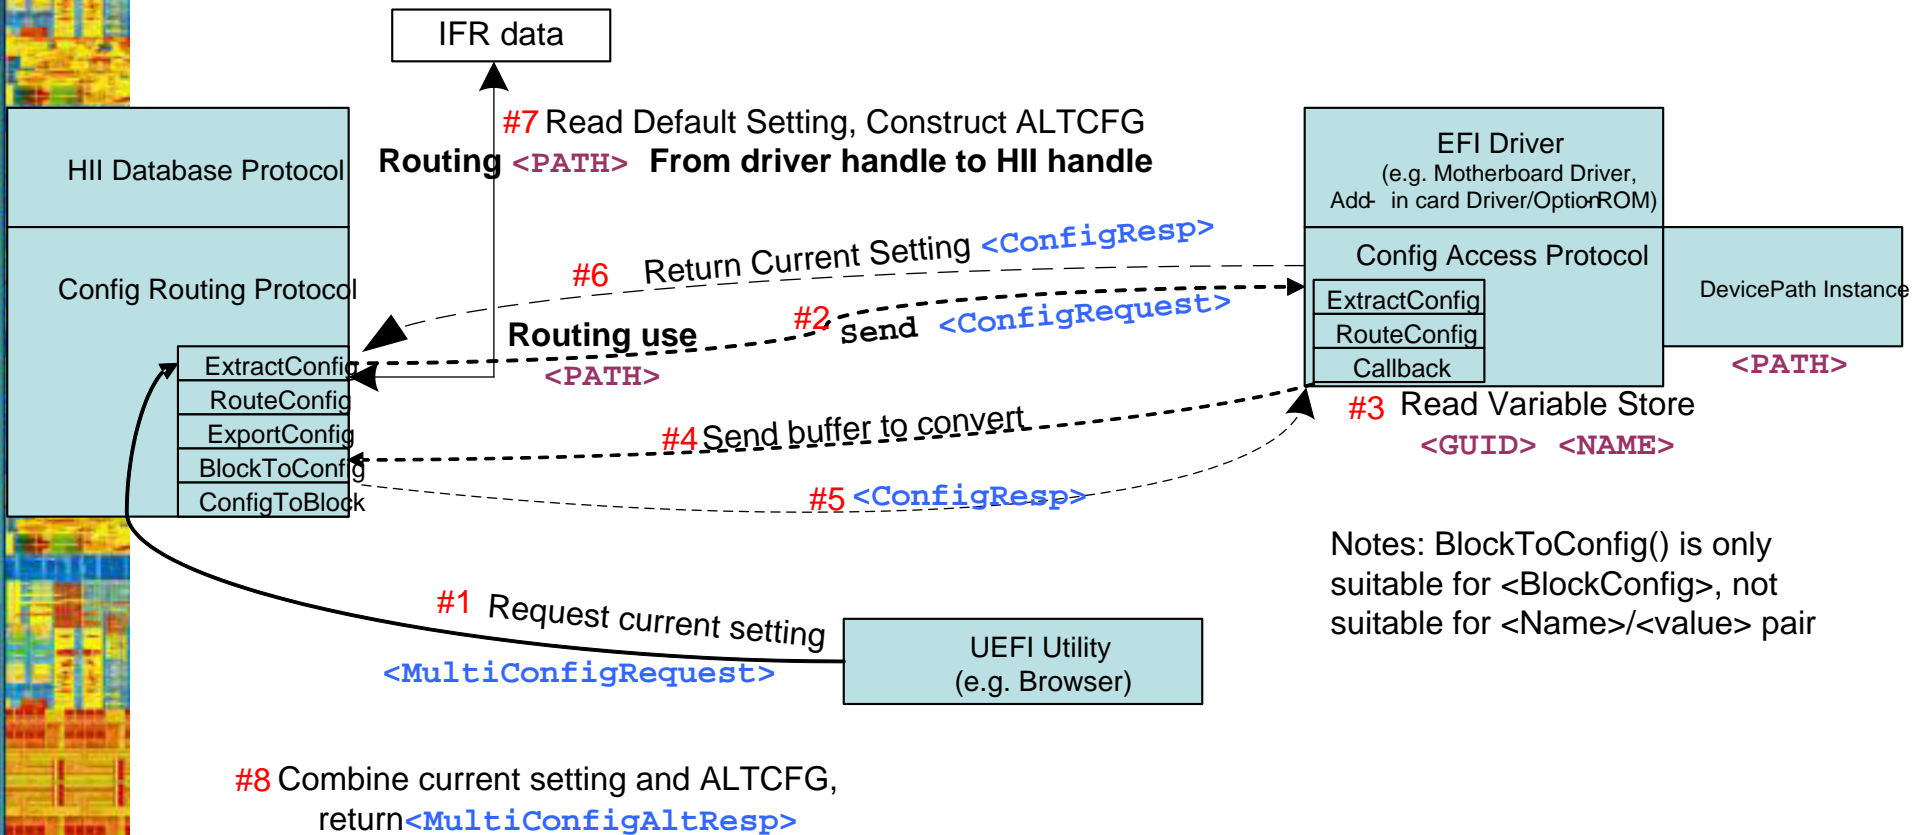 IFR data
#7 Read Default Setting, Construct ALTCFG
Routing <PATH> From driver handle to HII handle
HII Database Protocol
Config Routing Protocol
ExtractConfig
RouteConfig
ExportConfig
BlockToConfig
ConfigToBlock
EFI Driver
(e.g. Motherboard Driver,
Add- in card Driver/Option-ROM)
Config Access Protocol
ExtractConfig
RouteConfig
Callback
DevicePath Instance
<PATH>
#6 Return Current Setting <ConfigResp>
#2 Send <ConfigRequest>
Routing use
<PATH>
#3 Read Variable Store
<GUID> <NAME>
#4 Send buffer to convert
#5 <ConfigResp>
Notes: BlockToConfig() is only
suitable for <BlockConfig>, not
suitable for <Name>/<value> pair
#1 Request current setting
<MultiConfigRequest>
UEFI Utility
(e.g. Browser)
#8 Combine current setting and ALTCFG,
return<MultiConfigAltResp>